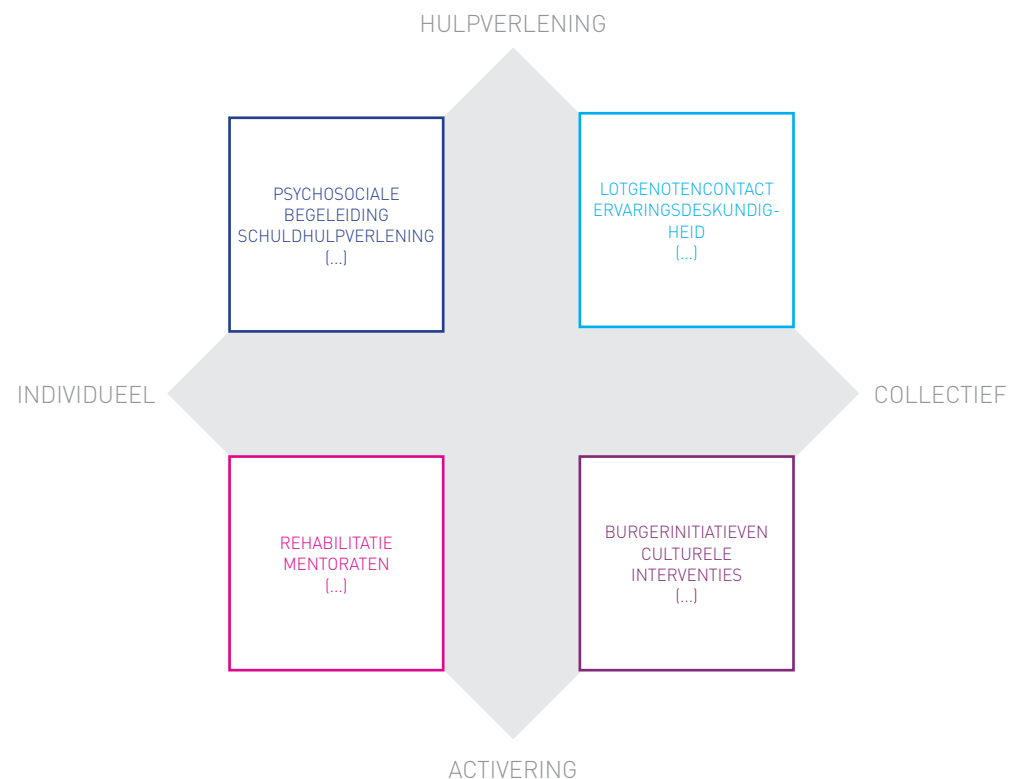 HULPVERLENING
PSYCHOSOCIALE
BEGELEIDING
SCHULDHULPVERLENING
(...)
LOTGENOTENCONTACT
ERVARINGSDESKUNDIG-
HEID
(...)
INDIVIDUEEL
COLLECTIEF
REHABILITATIE
MENTORATEN
(...)
BURGERINITIATIEVEN
CULTURELE
INTERVENTIES
(...)
ACTIVERING